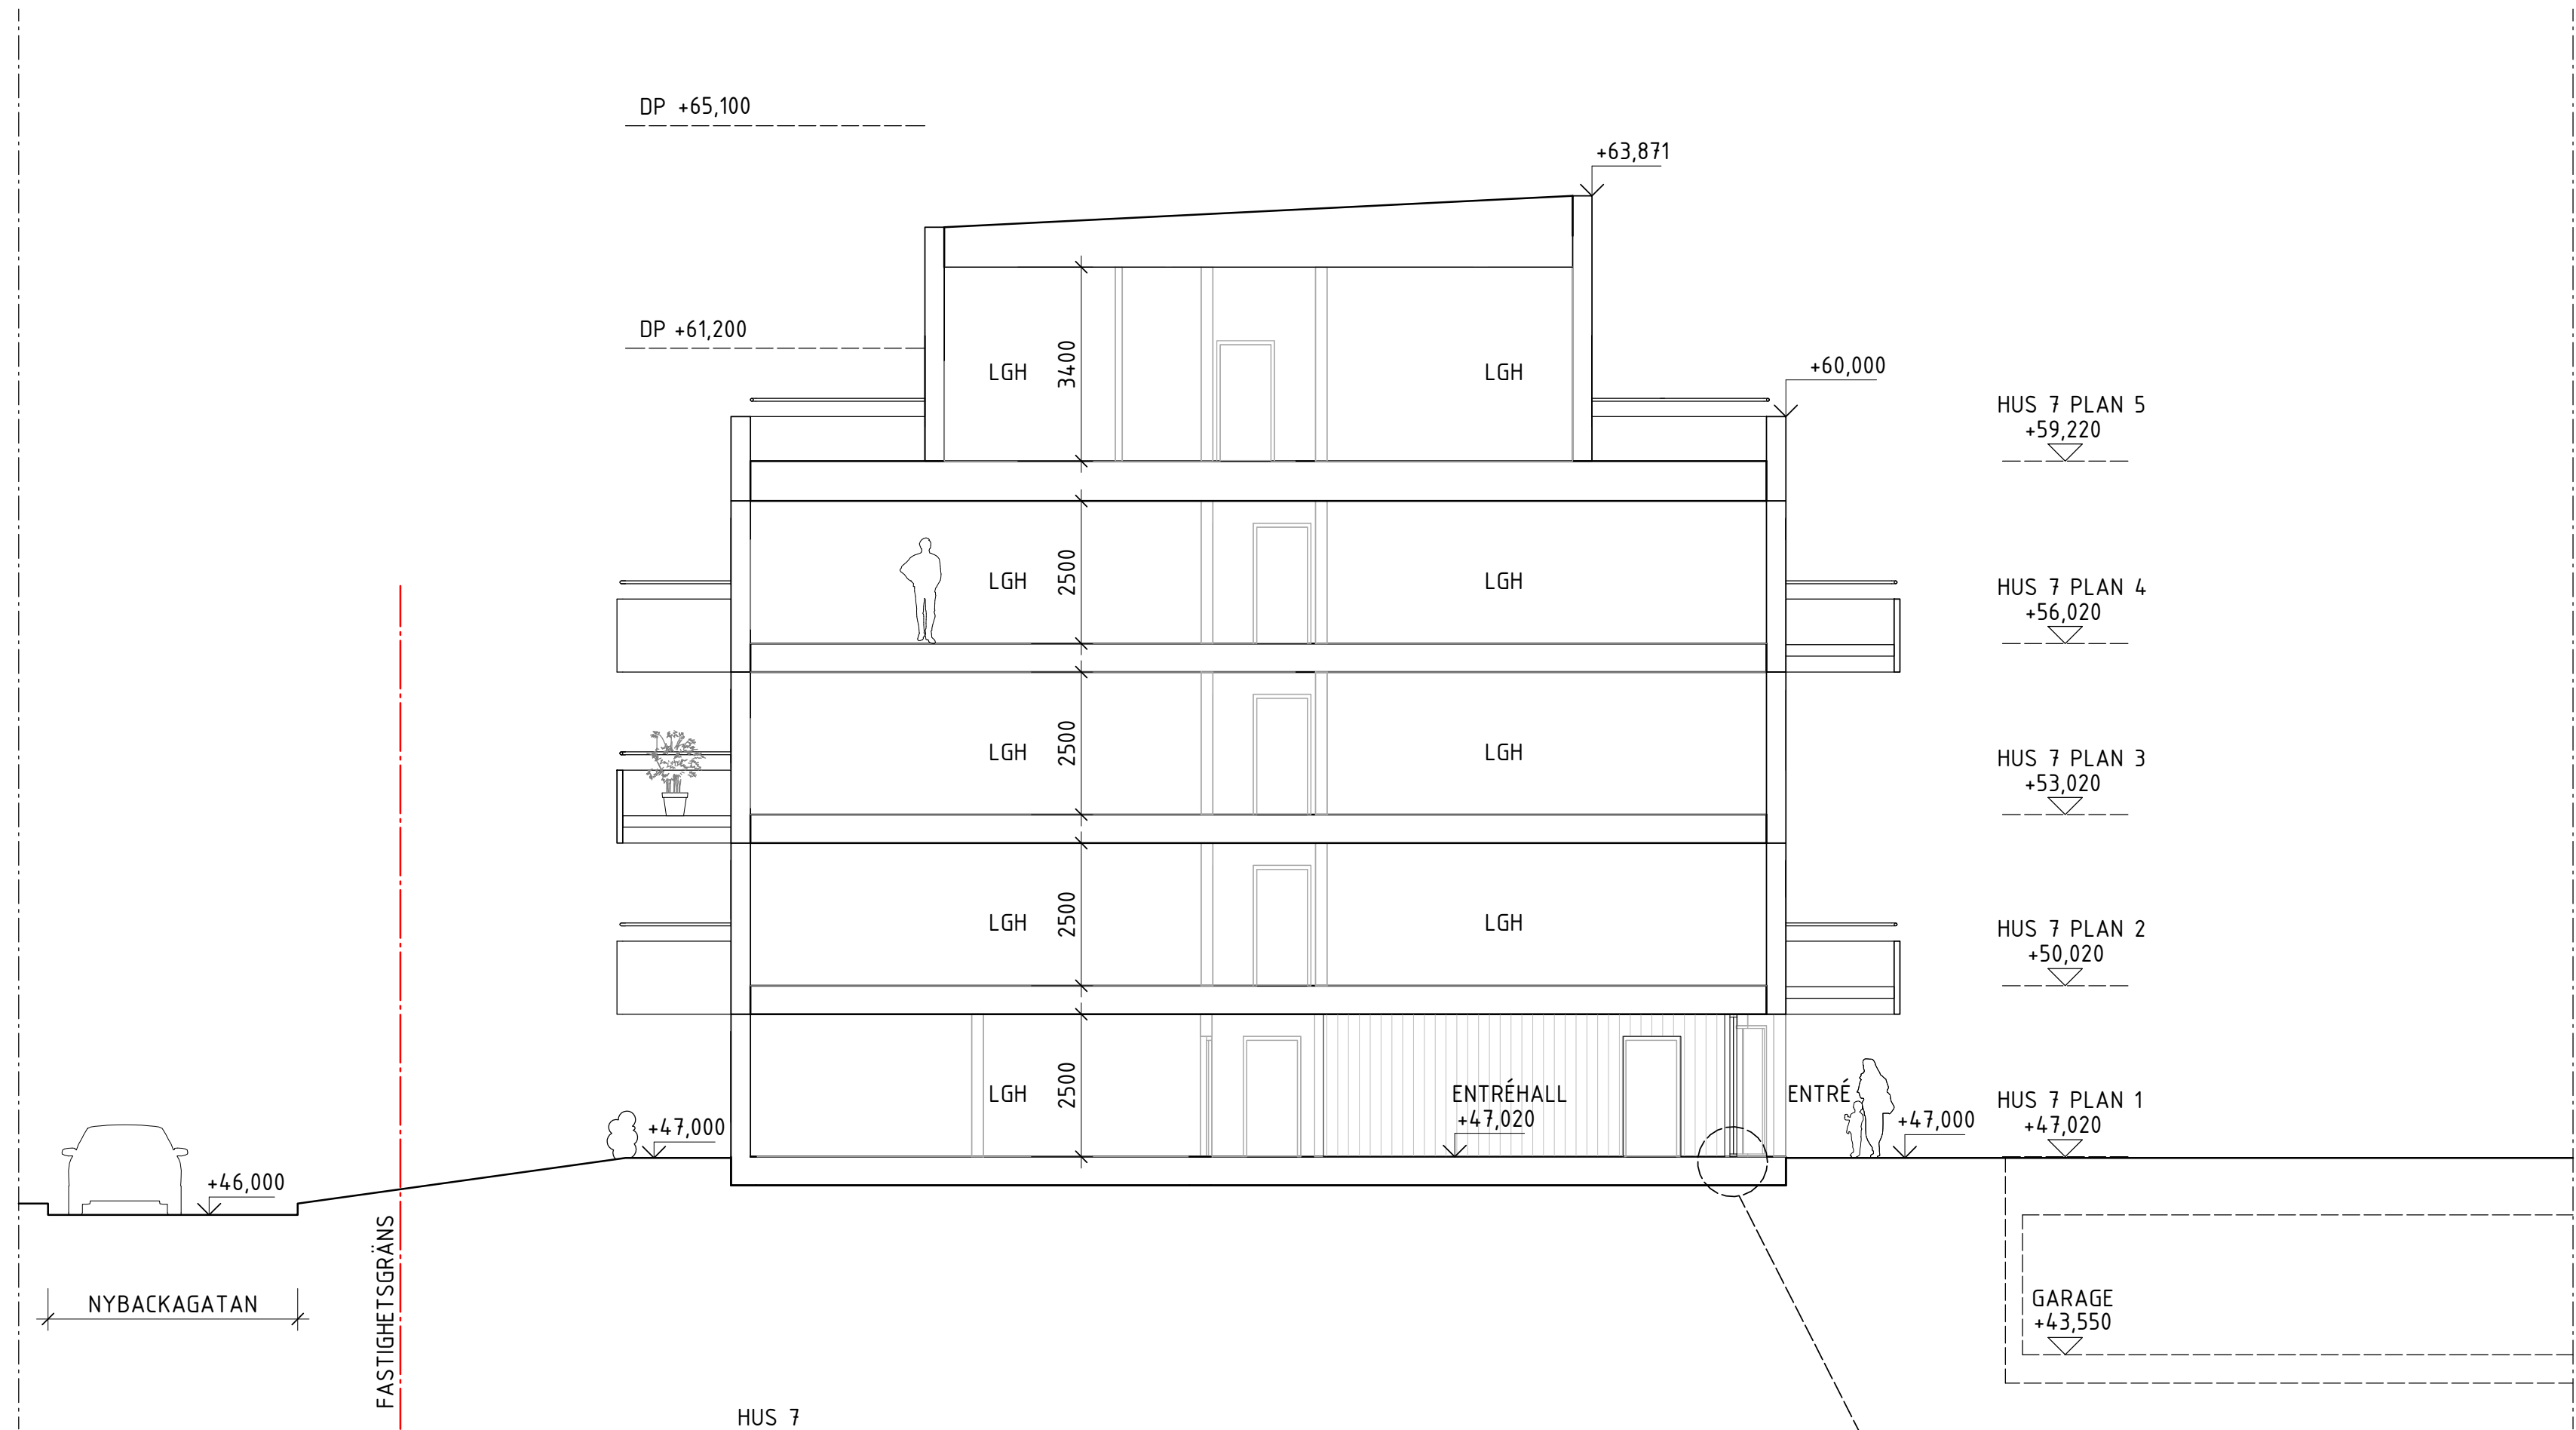 DP +65,100
+63,871
DP +61,200
LGH
3400
LGH
+60,000
HUS 7 PLAN 5
+59,220
LGH
2500
LGH
HUS 7 PLAN 4
+56,020
LGH
2500
LGH
HUS 7 PLAN 3
+53,020
LGH
2500
LGH
HUS 7 PLAN 2
+50,020
LGH
2500
ENTRÉHALL
+47,020
ENTRÉ
HUS 7 PLAN 1
+47,020
+47,000
+47,000
+46,000
FASTIGHETSGRÄNS
NYBACKAGATAN
GARAGE
+43,550
HUS 7